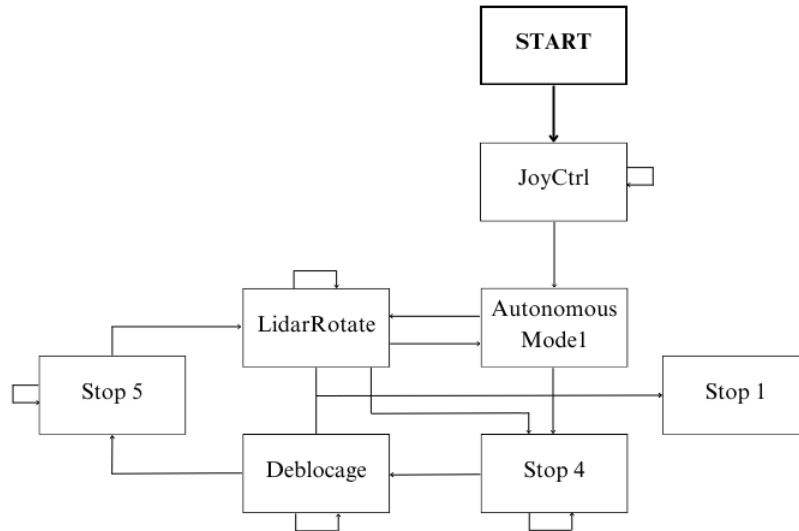 START
JoyCtrl
LidarRotate
Autonomous
Mode1
Stop 5
Stop 1
Deblocage
Stop 4